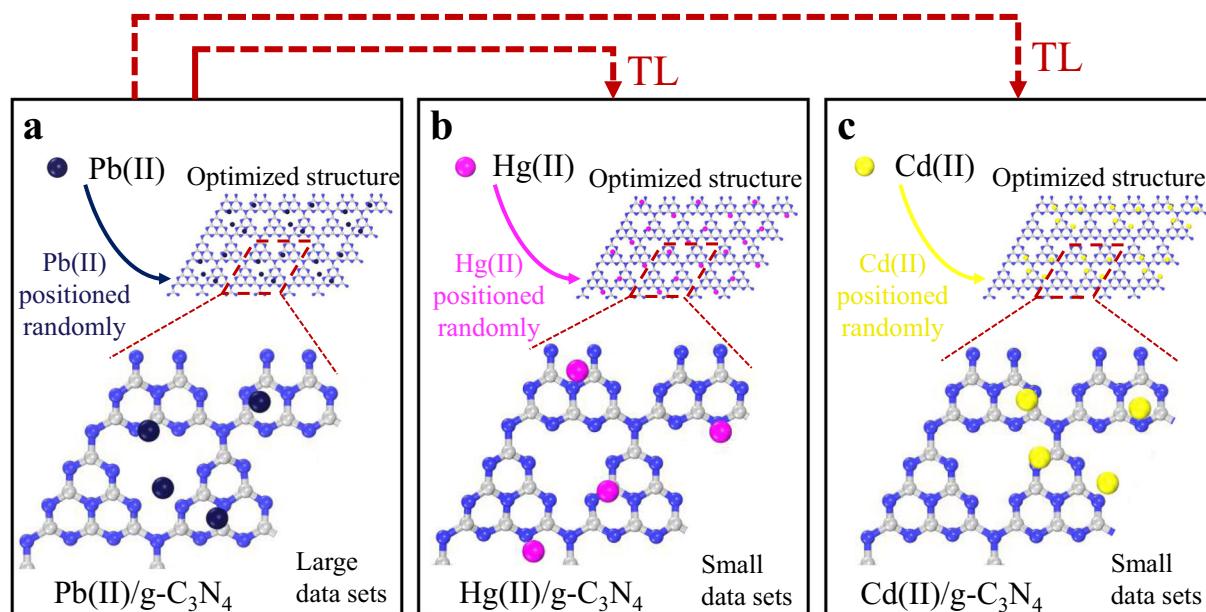 TL
TL
a
Pb(II)
Optimized structure
Pb(II)
positioned
randomly
Large
data sets
Pb(II)/g-C₃N₄
b
Hg(II)
Optimized structure
Hg(II)
positioned
randomly
Small
data sets
Hg(II)/g-C₃N₄
c
Cd(II)
Optimized structure
Cd(II)
positioned
randomly
Small
data sets
Cd(II)/g-C₃N₄